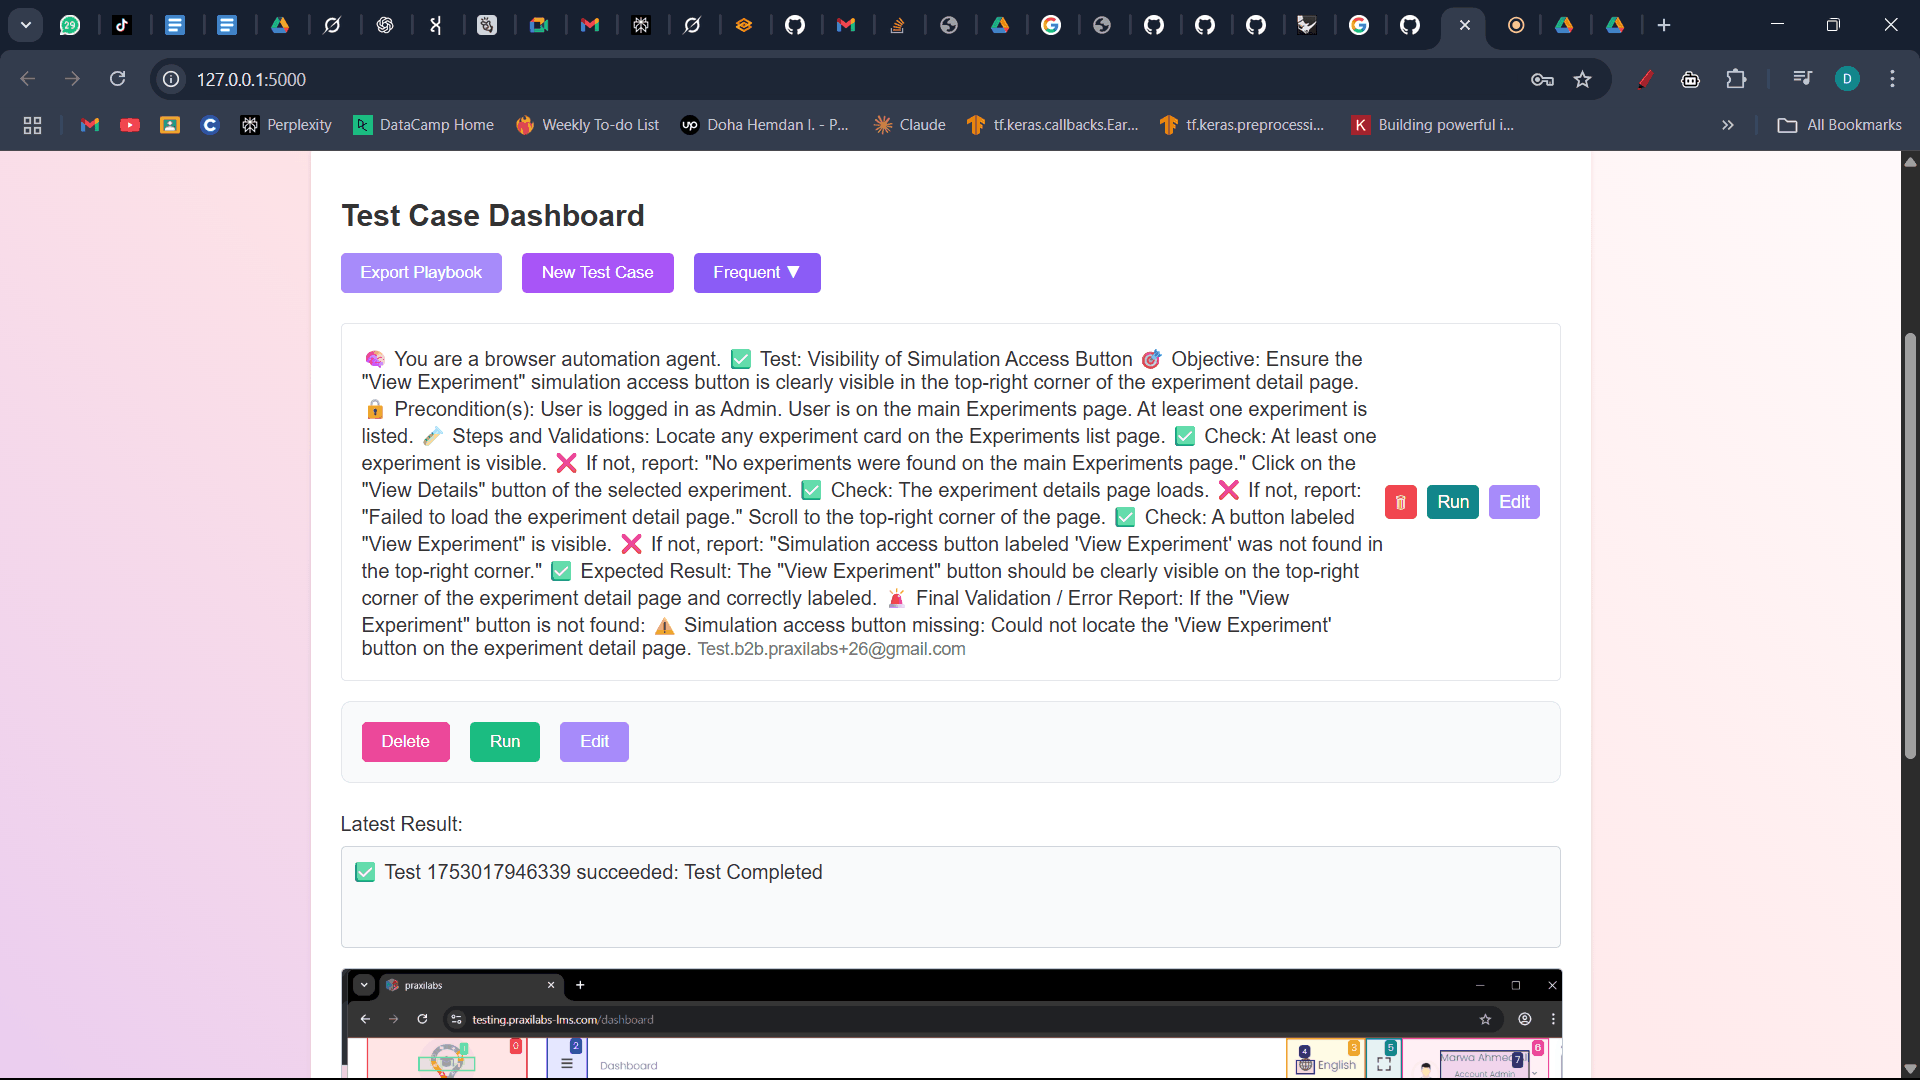 29
127.0.0.1:5000
D
Perplexity
DataCamp Home
Weekly To-do List
up Doha Hemdan I. - P...
Claude
tf.keras.callbacks.Ear...
tf.keras.preprocessi...
K Building powerful i...
All Bookmarks
Test Case Dashboard
Export Playbook
New Test Case
Frequent ▼
🧠 You are a browser automation agent. ✅ Test: Visibility of Simulation Access Button 🎯 Objective: Ensure the
"View Experiment" simulation access button is clearly visible in the top-right corner of the experiment detail page.
🔒 Precondition(s): User is logged in as Admin. User is on the main Experiments page. At least one experiment is
listed. 🧪 Steps and Validations: Locate any experiment card on the Experiments list page. ✅ Check: At least one
experiment is visible. ❌ If not, report: "No experiments were found on the main Experiments page." Click on the
"View Details" button of the selected experiment. ✅ Check: The experiment details page loads. ❌ If not, report:
"Failed to load the experiment detail page." Scroll to the top-right corner of the page. ✅ Check: A button labeled
"View Experiment" is visible. ❌ If not, report: "Simulation access button labeled 'View Experiment' was not found in
the top-right corner." ✅ Expected Result: The "View Experiment" button should be clearly visible on the top-right
corner of the experiment detail page and correctly labeled. 🚨 Final Validation / Error Report: If the "View
Experiment" button is not found: ⚠️ Simulation access button missing: Could not locate the 'View Experiment'
button on the experiment detail page. Test.b2b.praxilabs+26@gmail.com
Run
Edit
Delete
Run
Edit
Latest Result:
✅ Test 1753017946339 succeeded: Test Completed
praxilabs
testing.praxilabs-lms.com/dashboard
0
1
2
3
4
5
6
7
Dashboard
English
Marwa Ahmed
Account Admin